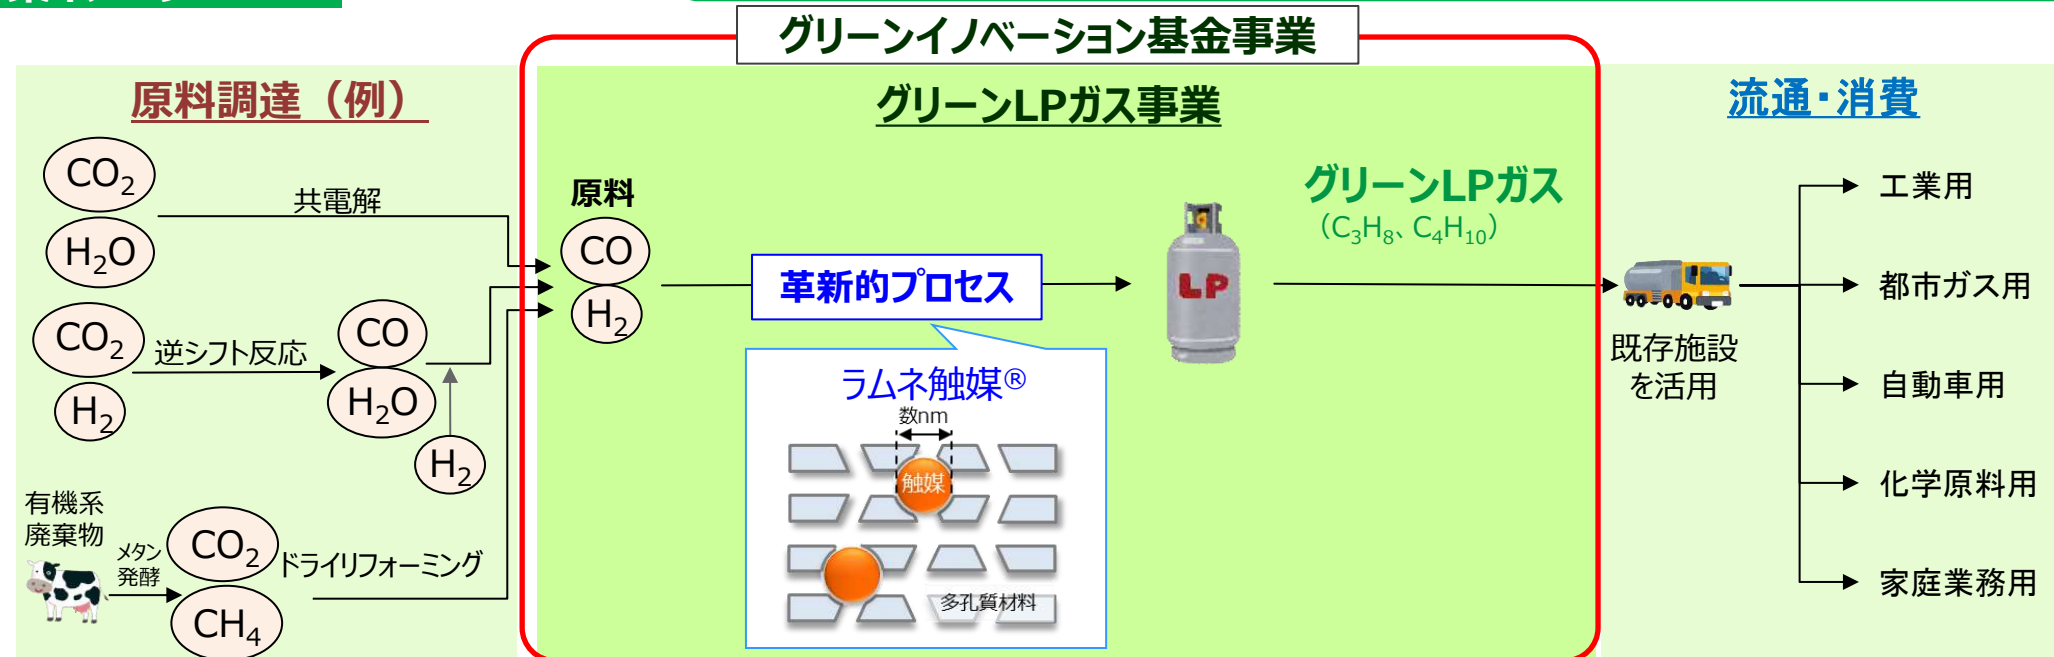 グリーンイノベーション基金事業
原料調達（例）
CO₂
H₂O
共電解
CO₂
H₂
逆シフト反応
CO
H₂O
H₂
有機系
廃棄物
メタン
発酵
CO₂
CH₄
ドライリフォーミング
グリーンLPガス事業
原料
CO
H₂
革新的プロセス
ラムネ触媒®
数nm
触媒
多孔質材料
LP
グリーンLPガス
（C₃H₈、C₄H₁₀）
流通・消費
既存施設
を活用
工業用
都市ガス用
自動車用
化学原料用
家庭業務用